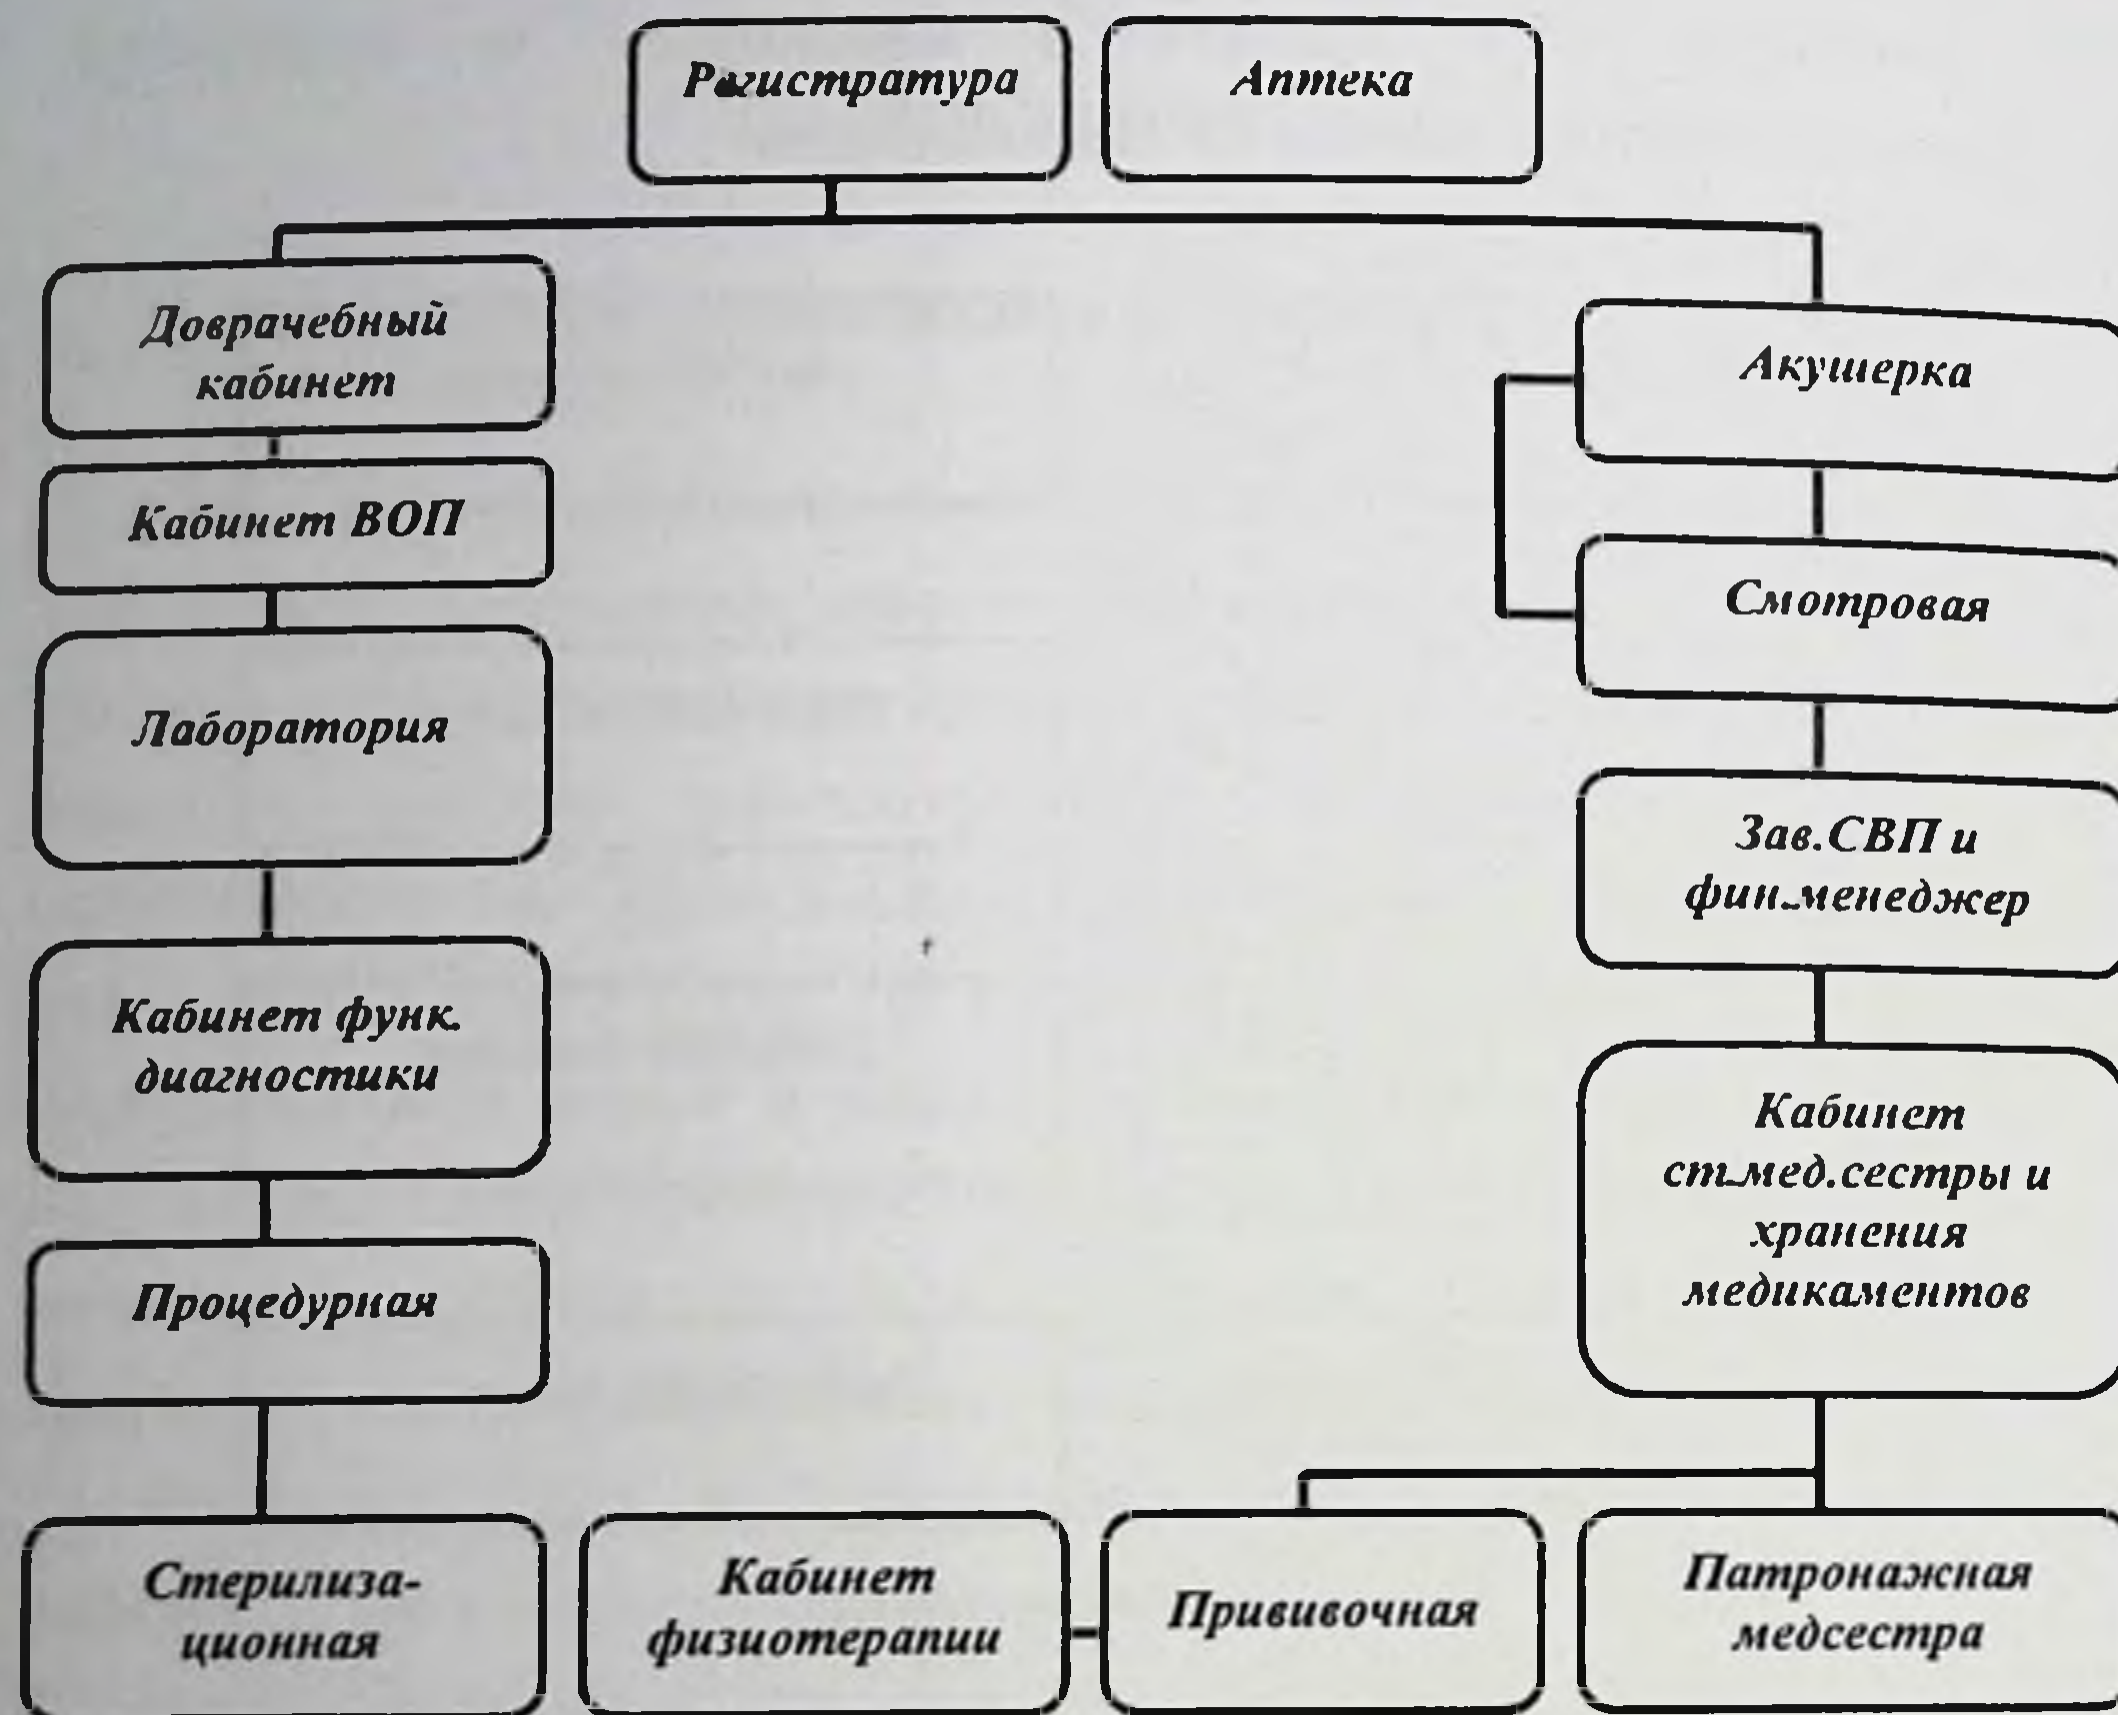 Регистратура
Аптека
Доврачебный
кабинет
Кабинет ВОП
Лаборатория
Кабинет функ.
диагностики
Процедурная
Стерилиза-
ционная
Кабинет
физиотерапии
Прививочная
Акушерка
Смотровая
Зав.СВП и
фин.менеджер
Кабинет
ст.мед.сестры и
хранения
медикаментов
Патронажная
медсестра